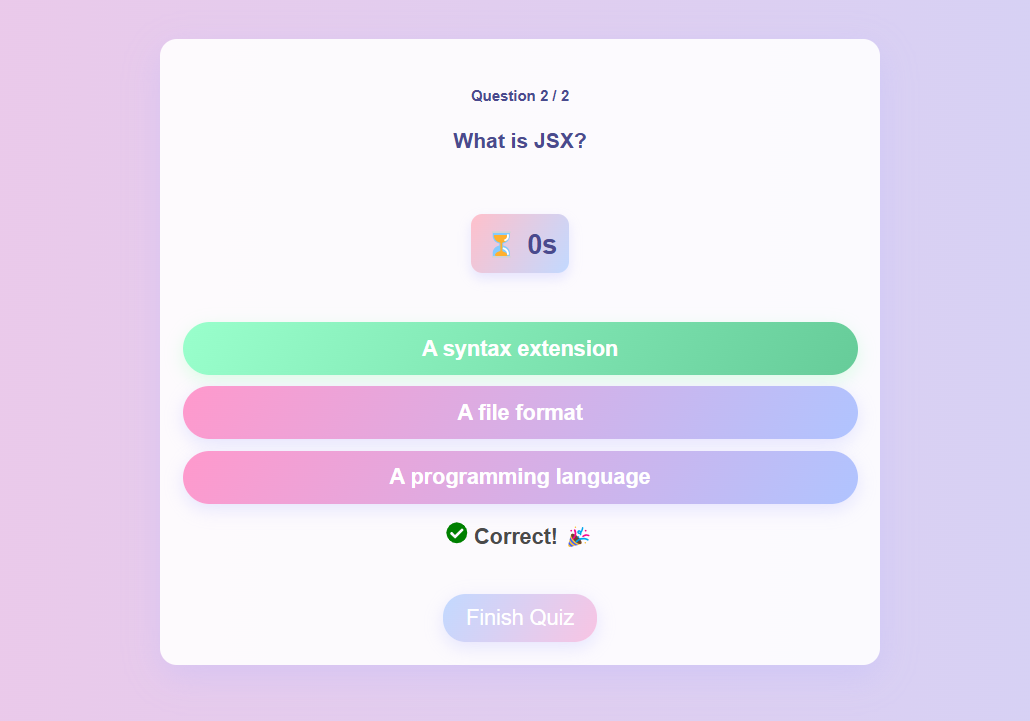 Question 2 / 2
What is JSX?
⏳ 0s
A syntax extension
A file format
A programming language
Correct! 🎉
Finish Quiz